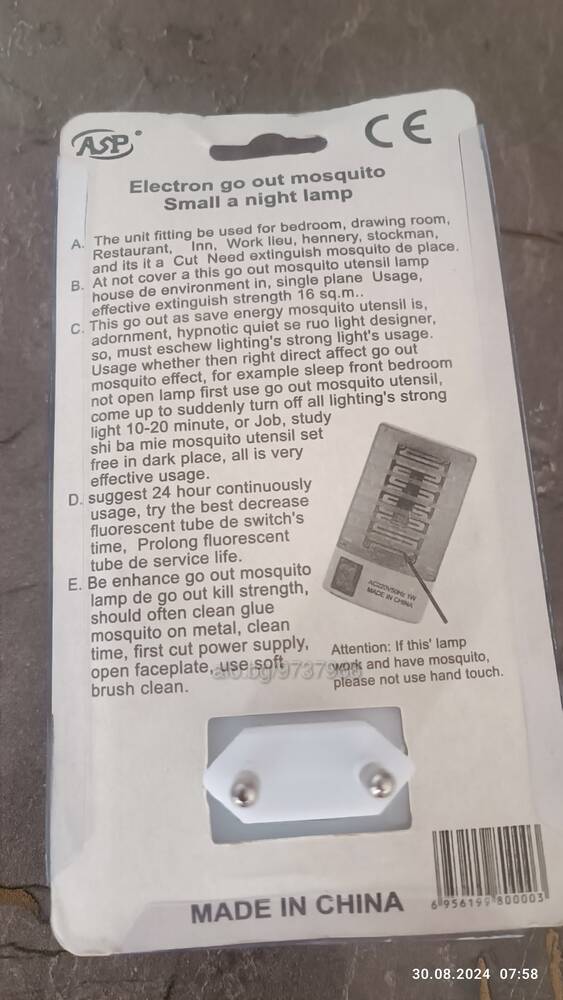 ASP
CE
Electron go out mosquito
Small a night lamp
A. The unit fitting be used for bedroom, drawing room,
Restaurant, Inn, Work lieu, hennery, stockman,
and its it a Cut Need extinguish mosquito de place.
B. At not cover a this go out mosquito utensil lamp
house de environment in, single plane Usage,
effective extinguish strength 16 sq.m..
C. This go out as save energy mosquito utensil is,
adornment, hypnotic quiet se ruo light designer,
so, must eschew lighting's strong light's usage.
Usage whether then right direct affect go out
mosquito effect, for example sleep front bedroom
not open lamp first use go out mosquito utensil,
come up to suddenly turn off all lighting's strong
light 10-20 minute, or Job, study
shi ba mie mosquito utensil set
free in dark place, all is very
effective usage.
D. suggest 24 hour continuously
usage, try the best decrease
fluorescent tube de switch's
time, Prolong fluorescent
tube de service life.
E. Be enhance go out mosquito
lamp de go out kill strength,
should often clean glue
mosquito on metal, clean
time, first cut power supply,
open faceplate, use soft
brush clean.
AC220V50Hz 1W
MADE IN CHINA
Attention: If this' lamp
work and have mosquito,
please not use hand touch.
MADE IN CHINA
6 956199 800003
30.08.2024 07:58